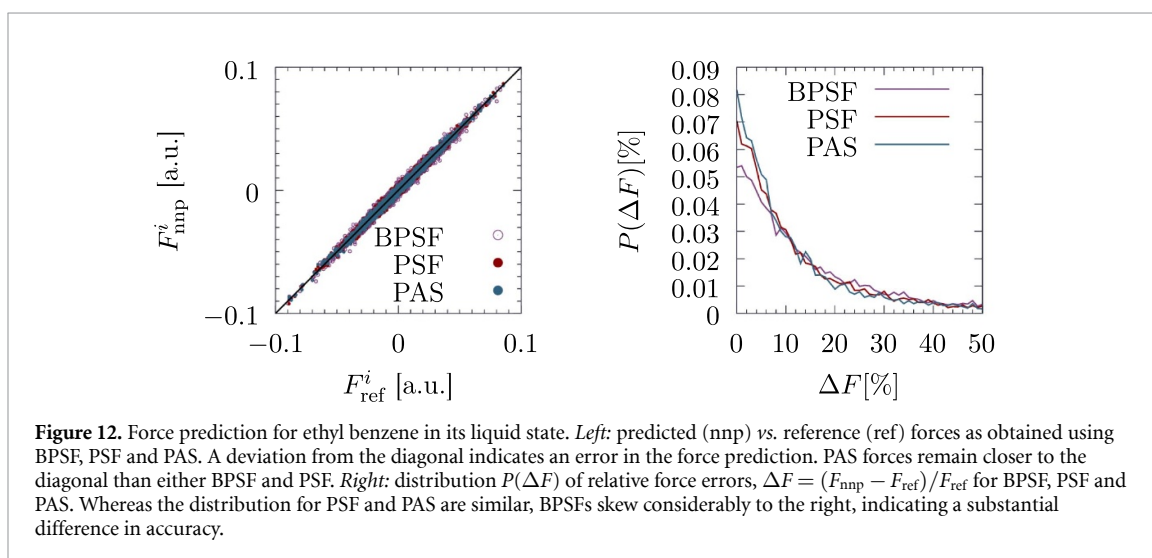 0.1
0
−0.1
−0.1
0
0.1
F^i_nnp [a.u.]
F^i_ref [a.u.]
BPSF
PSF
PAS
0.09
0.08
0.07
0.06
0.05
0.04
0.03
0.02
0.01
0
0
10
20
30
40
50
P(ΔF)[%]
ΔF[%]
BPSF
PSF
PAS
Figure 12. Force prediction for ethyl benzene in its liquid state. Left: predicted (nnp) vs. reference (ref) forces as obtained using
BPSF, PSF and PAS. A deviation from the diagonal indicates an error in the force prediction. PAS forces remain closer to the
diagonal than either BPSF and PSF. Right: distribution P(ΔF) of relative force errors, ΔF = (F_nnp − F_ref)/F_ref for BPSF, PSF and
PAS. Whereas the distribution for PSF and PAS are similar, BPSFs skew considerably to the right, indicating a substantial
difference in accuracy.